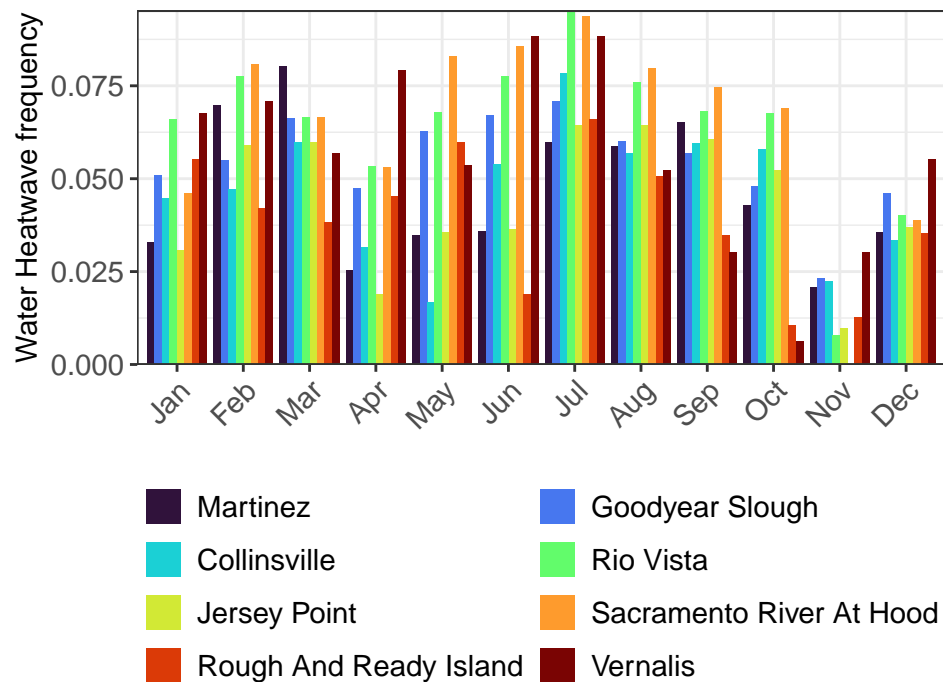 Water Heatwave frequency
0.075
0.050
0.025
0.000
Jan Feb Mar Apr May Jun Jul Aug Sep Oct Nov Dec
Martinez Goodyear Slough
Collinsville Rio Vista
Jersey Point Sacramento River At Hood
Rough And Ready Island Vernalis